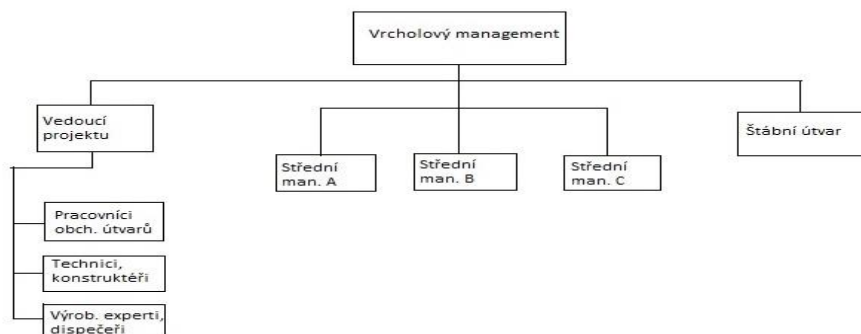 Vrcholový management
Vedoucí
projektu
Střední
man. A
Střední
man. B
Střední
man. C
Štábní útvar
Pracovníci
obch. útvarů
Technici,
konstruktéři
Výrob. experti,
dispečeři